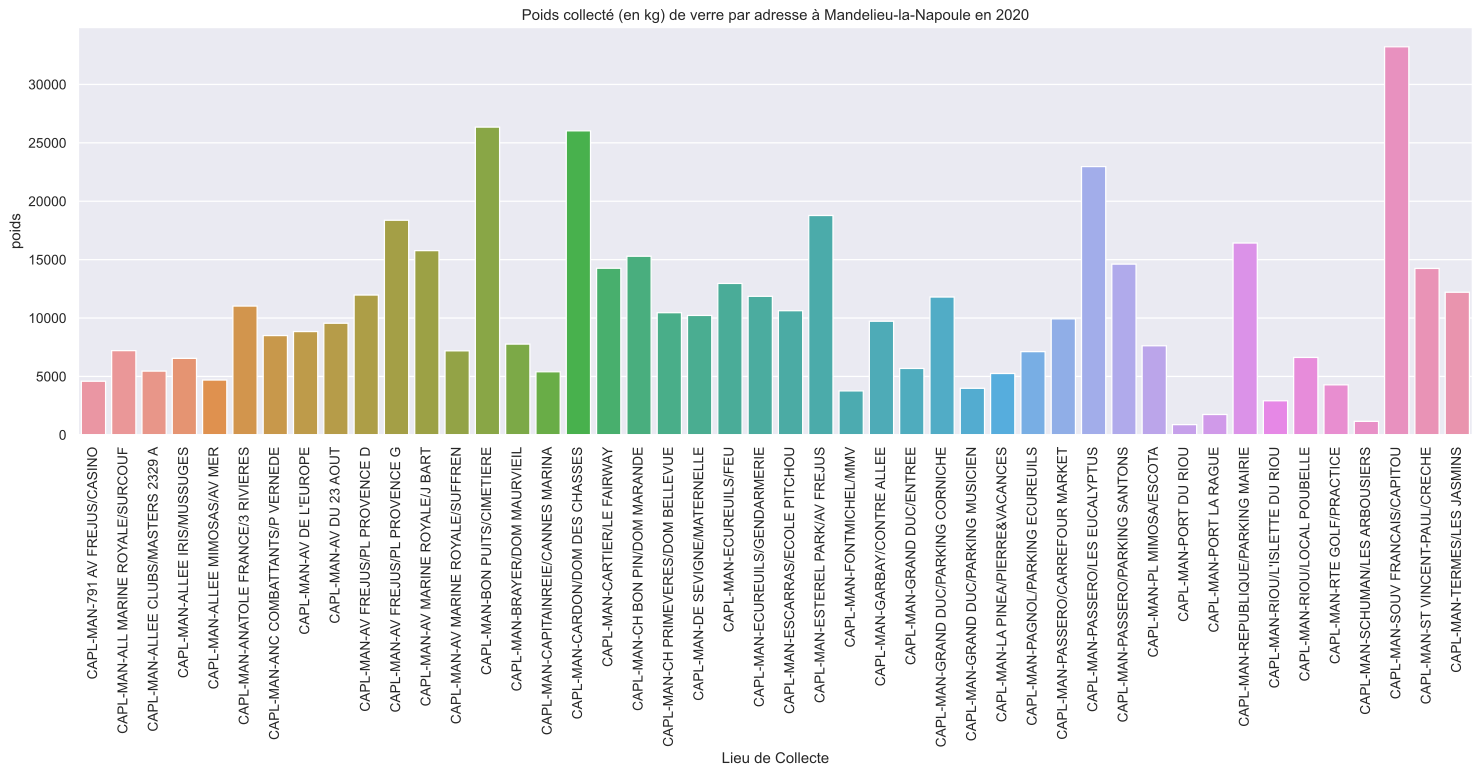 Poids collecté (en kg) de verre par adresse à Mandelieu-la-Napoule en 2020
poids
30000
25000
20000
15000
10000
5000
0
CAPL-MAN-791 AV FREJUS/CASINO
CAPL-MAN-ALL MARINE ROYALE/SURCOUF
CAPL-MAN-ALLEE CLUBS/MASTERS 2329 A
CAPL-MAN-ALLEE IRIS/MUSSUGES
CAPL-MAN-ALLEE MIMOSAS/AV MER
CAPL-MAN-ANATOLE FRANCE/3 RIVIERES
CAPL-MAN-ANC COMBATTANTS/P VERNEDE
CAPL-MAN-AV DE L'EUROPE
CAPL-MAN-AV DU 23 AOUT
CAPL-MAN-AV FREJUS/PL PROVENCE D
CAPL-MAN-AV FREJUS/PL PROVENCE G
CAPL-MAN-AV MARINE ROYALE/J BART
CAPL-MAN-AV MARINE ROYALE/SUFFREN
CAPL-MAN-BON PUITS/CIMETIERE
CAPL-MAN-BRAYER/DOM MAURVIEIL
CAPL-MAN-CAPITAINREIE/CANNES MARINA
CAPL-MAN-CARDON/DOM DES CHASSES
CAPL-MAN-CARTIER/LE FAIRWAY
CAPL-MAN-CH BON PIN/DOM MARANDE
CAPL-MAN-CH PRIMEVERES/DOM BELLEVUE
CAPL-MAN-DE SEVIGNE/MATERNELLE
CAPL-MAN-ECUREUILS/FEU
CAPL-MAN-ECUREUILS/GENDARMERIE
CAPL-MAN-ESCARRAS/ECOLE PITCHOU
CAPL-MAN-ESTEREL PARK/AV FREJUS
CAPL-MAN-FONTMICHEL/MMV
CAPL-MAN-GARBAY/CONTRE ALLEE
CAPL-MAN-GRAND DUC/ENTREE
CAPL-MAN-GRAND DUC/PARKING CORNICHE
CAPL-MAN-GRAND DUC/PARKING MUSICIEN
CAPL-MAN-LA PINEA/PIERRE&VACANCES
CAPL-MAN-PAGNOL/PARKING ECUREUILS
CAPL-MAN-PASSERO/CARREFOUR MARKET
CAPL-MAN-PASSERO/LES EUCALYPTUS
CAPL-MAN-PASSERO/PARKING SANTONS
CAPL-MAN-PL MIMOSA/ESCOTA
CAPL-MAN-PORT DU RIOU
CAPL-MAN-PORT LA RAGUE
CAPL-MAN-REPUBLIQUE/PARKING MAIRIE
CAPL-MAN-RIOU/L'ISLETTE DU RIOU
CAPL-MAN-RIOU/LOCAL POUBELLE
CAPL-MAN-RTE GOLF/PRACTICE
CAPL-MAN-SCHUMAN/LES ARBOUSIERS
CAPL-MAN-SOUV FRANCAIS/CAPITOU
CAPL-MAN-ST VINCENT-PAUL/CRECHE
CAPL-MAN-TERMES/LES JASMINS
Lieu de Collecte